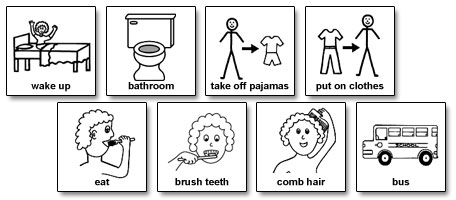 wake up
bathroom
take off pajamas
put on clothes
eat
brush teeth
comb hair
SCHOOL
bus